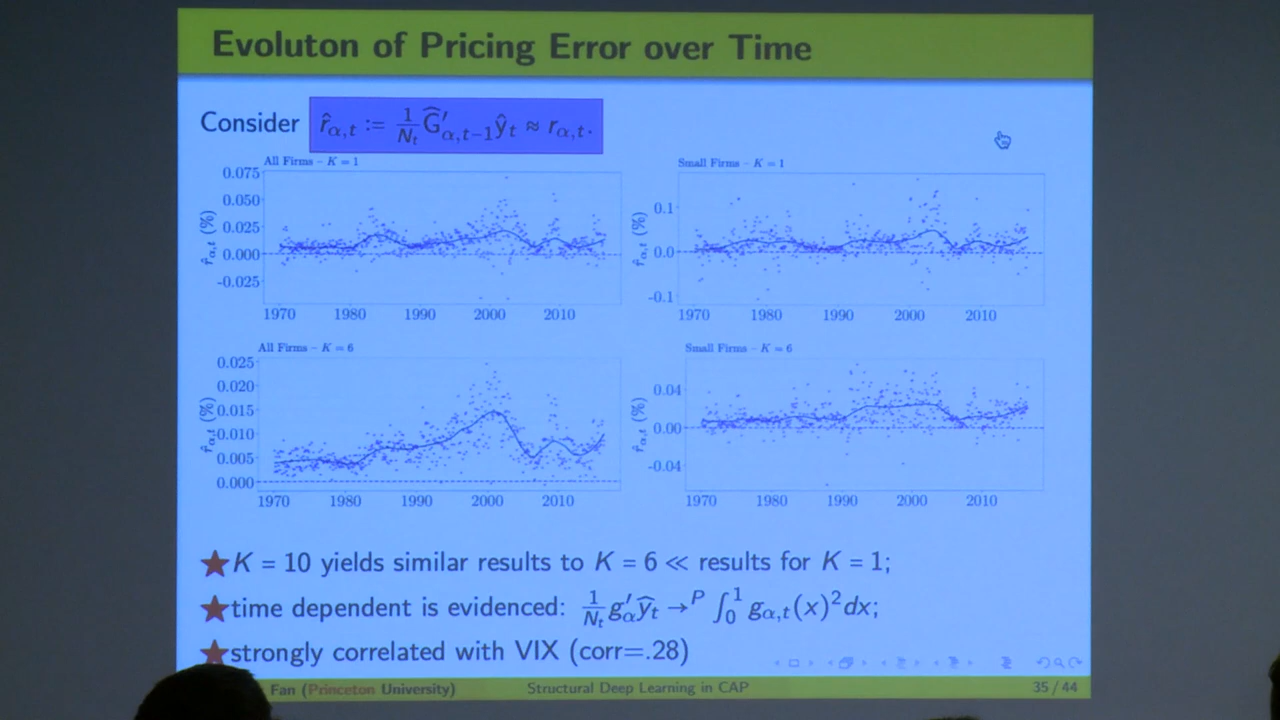 Evoluton of Pricing Error over Time
Consider r̂α,t := 1/Nt Ĝ′α,t−1ŷt ≈ rα,t.
All Firms – K = 1
0.075
0.050
0.025
0.000
-0.025
r̂α,t (%)
1970 1980 1990 2000 2010
Small Firms – K = 1
0.1
0.0
-0.1
r̂α,t (%)
1970 1980 1990 2000 2010
All Firms – K = 6
0.025
0.020
0.015
0.010
0.005
0.000
r̂α,t (%)
1970 1980 1990 2000 2010
Small Firms – K = 6
0.04
0.00
-0.04
r̂α,t (%)
1970 1980 1990 2000 2010
★K = 10 yields similar results to K = 6 ≪ results for K = 1;
★time dependent is evidenced: 1/Nt g′αŷt →P ∫₀¹ gα,t(x)²dx;
★strongly correlated with VIX (corr=.28)
Fan (Princeton University) Structural Deep Learning in CAP 35 / 44